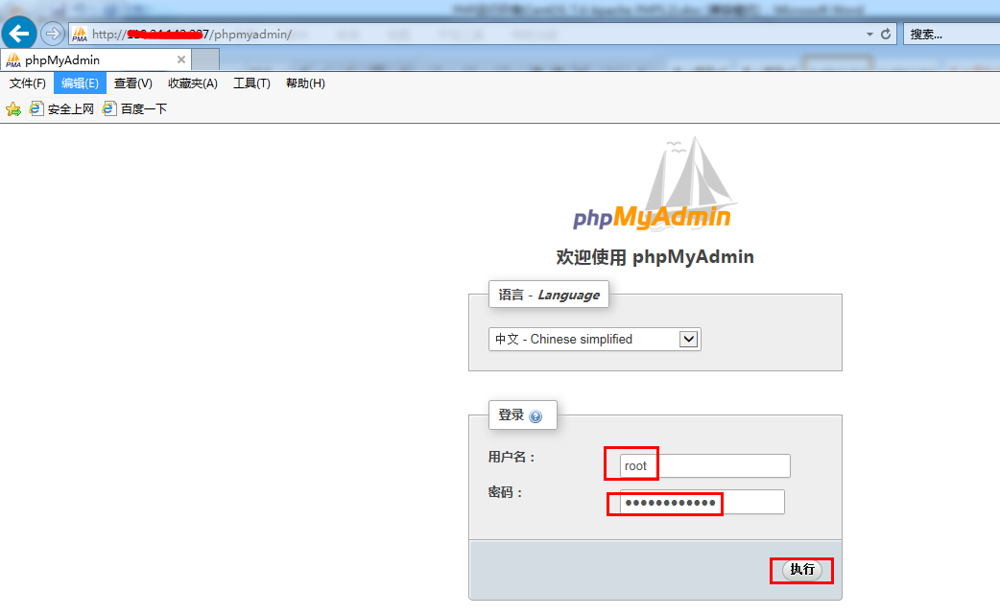 http:// 7/phpmyadmin/
搜索...
phpMyAdmin
文件(F) 编辑(E) 查看(V) 收藏夹(A) 工具(T) 帮助(H)
安全上网 百度一下
phpMyAdmin
欢迎使用 phpMyAdmin
语言 - Language
中文 - Chinese simplified
登录
用户名:
root
密码:
执行